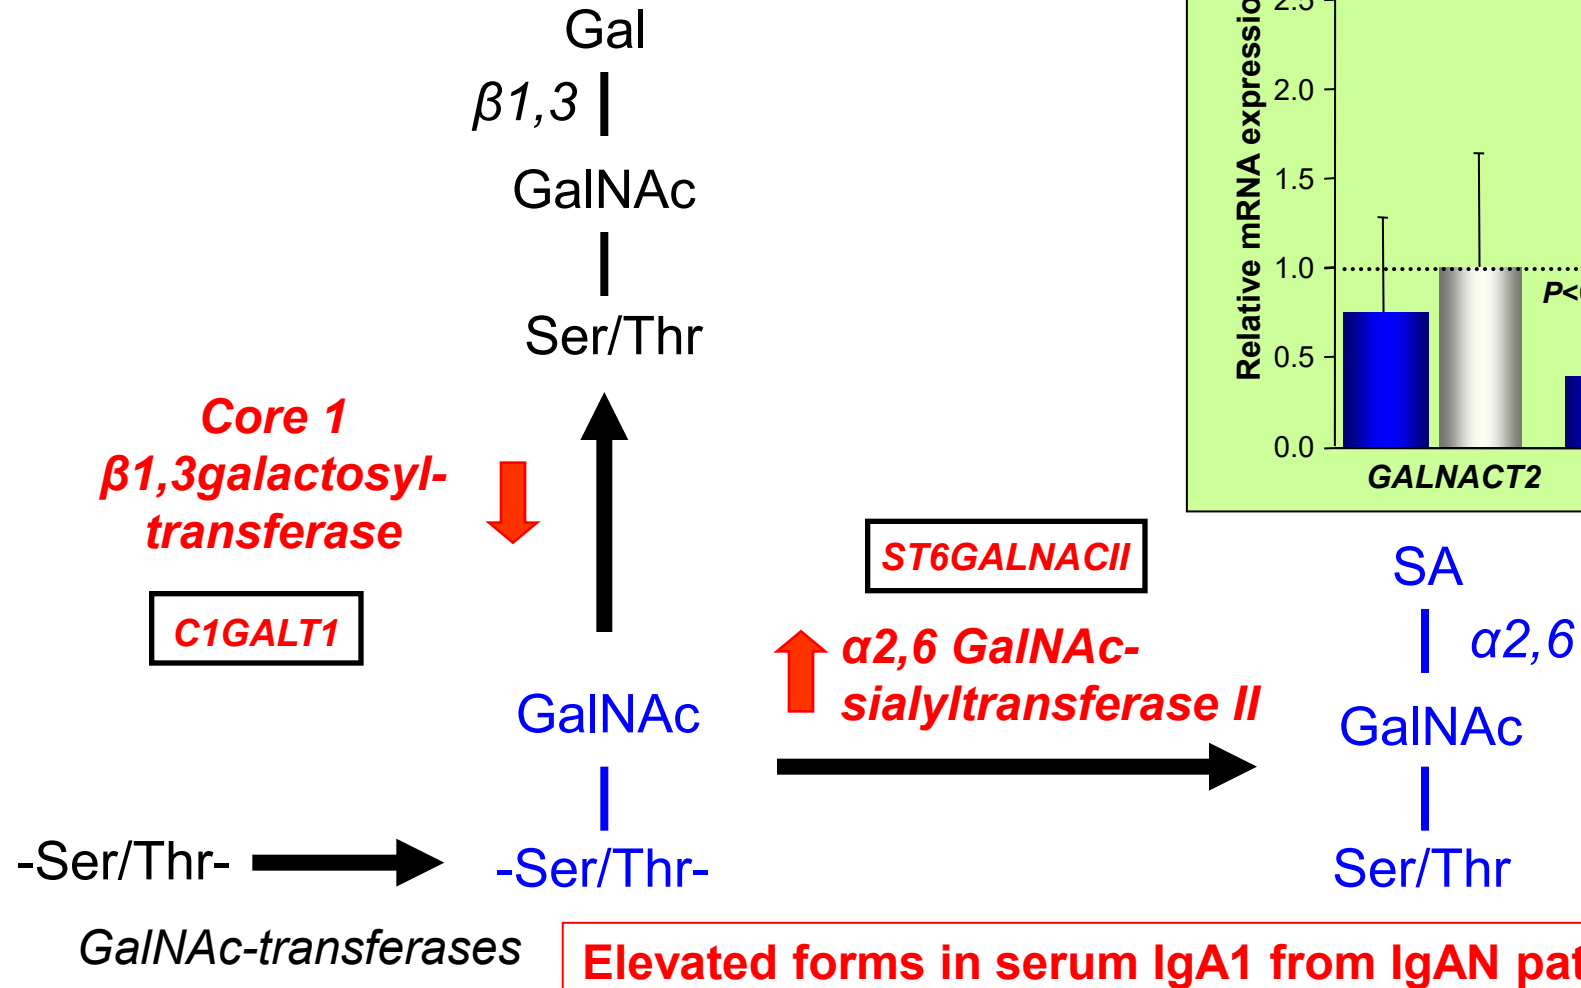 Gal
β1,3
GalNAc
Ser/Thr
Core 1
β1,3galactosyl-
transferase
C1GALT1
ST6GALNACII
α2,6 GalNAc-
sialyltransferase II
GalNAc
-Ser/Thr-
-Ser/Thr-
GalNAc-transferases
Relative mRNA
2.5
2.0
1.5
1.0
0.5
0.0
P<
GALNACT2
SA
α2,6
GalNAc
Ser/Thr
Elevated forms in serum IgA1 from IgAN